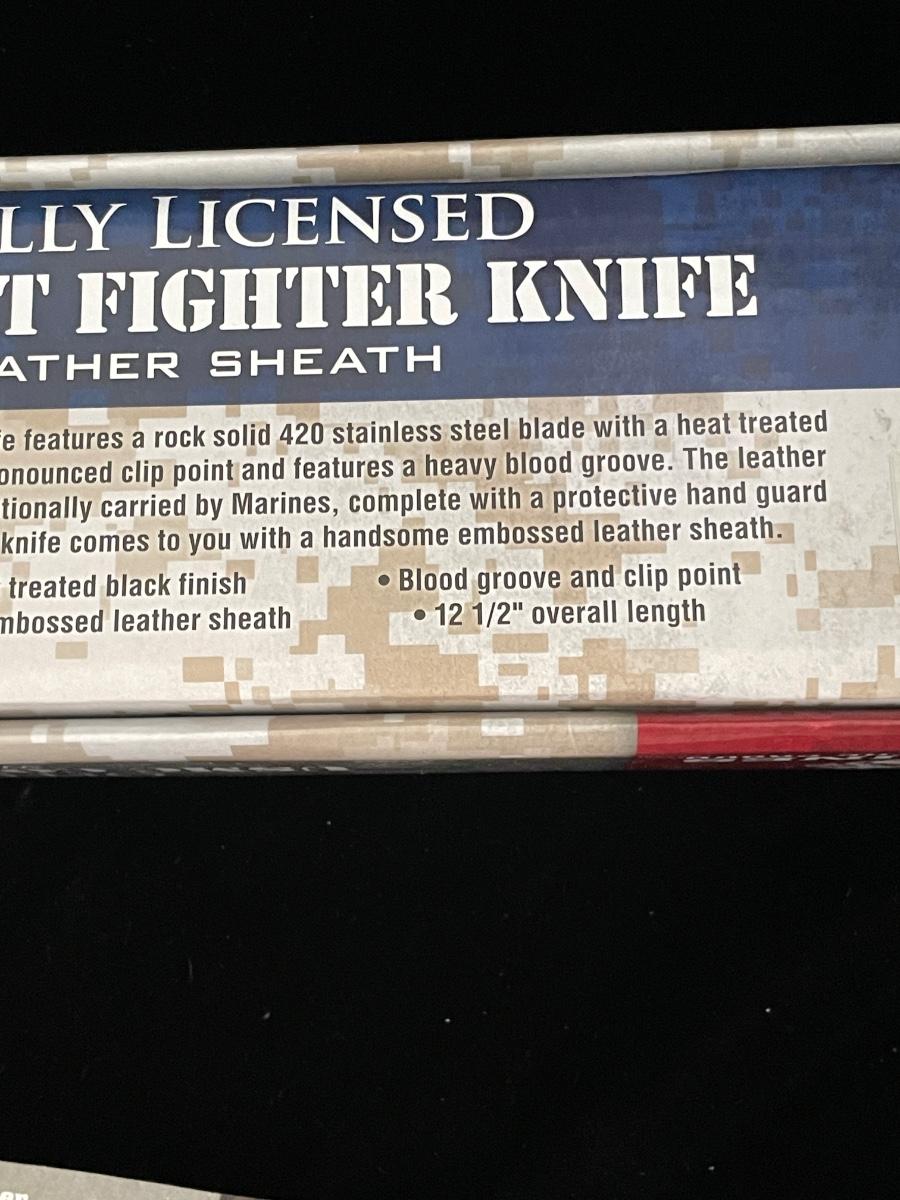 LLY LICENSED
T FIGHTER KNIFE
ATHER SHEATH
fe features a rock solid 420 stainless steel blade with a heat treated
onounced clip point and features a heavy blood groove. The leather
tionally carried by Marines, complete with a protective hand guard
knife comes to you with a handsome embossed leather sheath.
treated black finish
• Blood groove and clip point
mbossed leather sheath
• 12 1/2" overall length
er